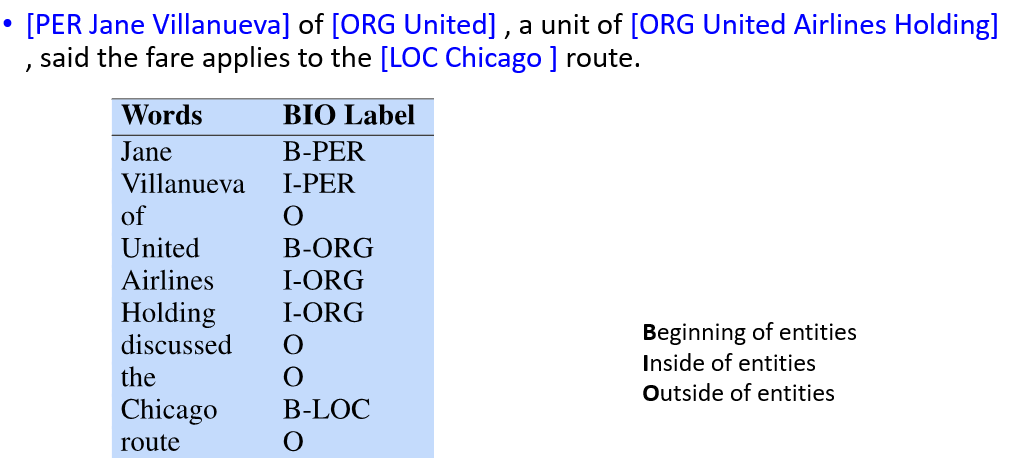 • [PER Jane Villanueva] of [ORG United] , a unit of [ORG United Airlines Holding]
, said the fare applies to the [LOC Chicago ] route.
Words BIO Label
Jane B-PER
Villanueva I-PER
of O
United B-ORG
Airlines I-ORG
Holding I-ORG
discussed O
the O
Chicago B-LOC
route O
Beginning of entities
Inside of entities
Outside of entities